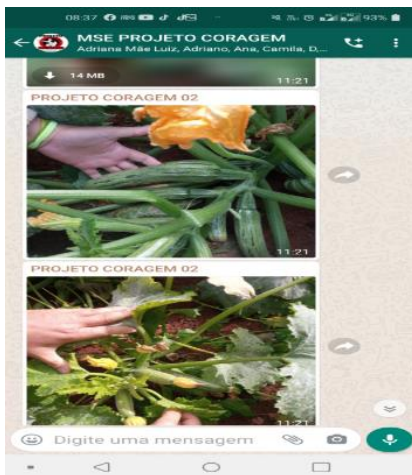 08:37
93%
MSE PROJETO CORAGEM
Adriana Mãe Luiz, Adriano, Ana, Camila, D...
14 MB
11:21
PROJETO CORAGEM 02
11:21
PROJETO CORAGEM 02
11:21
Digite uma mensagem